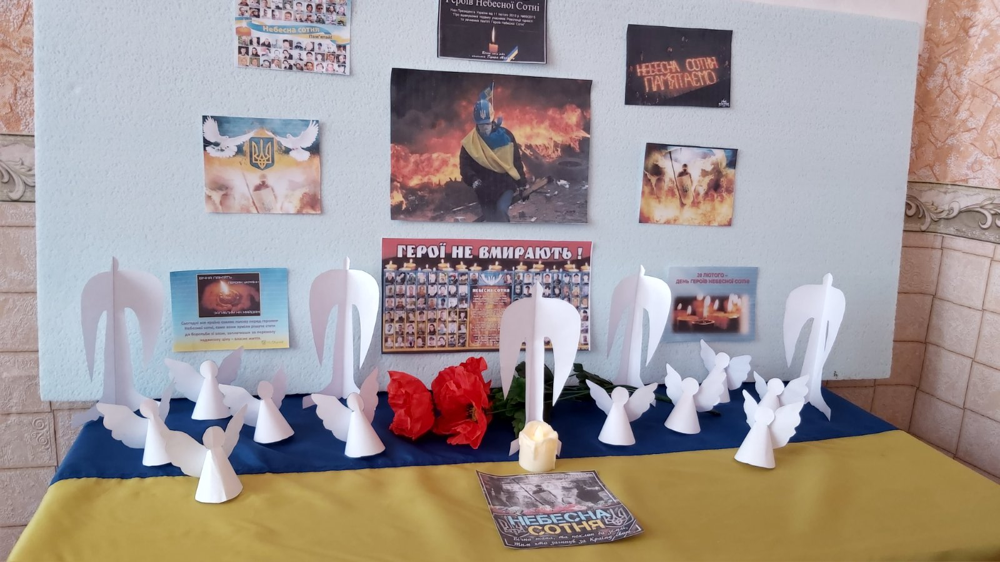 Небесна сотня
Пам'ятай!
Героїв Небесної Сотні
Указ Президента України від 11 лютого 2015 р. №69/2015
"Про вшанування подвигу учасників Революції гідності
та увічнення пам'яті Героїв Небесної Сотні"
Вічна пам'ять
НЕБЕСНА СОТНЯ
ПАМ'ЯТАЄМО
ГЕРОЇ НЕ ВМИРАЮТЬ !
НЕБЕСНА СОТНЯ
ВІЧНА ПАМ'ЯТЬ
ГЕРОЯМ УКРАЇНИ
ЗАГИБЛИМ НА МАЙДАНІ
Сьогодні вся країна схиляє голову перед героями
Небесної сотні, саме вони зуміли рішуче стати
до боротьби зі злом, заплативши за перемогу
надвисоку ціну – власне життя.
20 ЛЮТОГО –
ДЕНЬ ГЕРОЇВ НЕБЕСНОЇ СОТНІ
НЕБЕСНА
СОТНЯ
Вічна шана, та поклон до землі,
Тим хто загинув за Країну свою